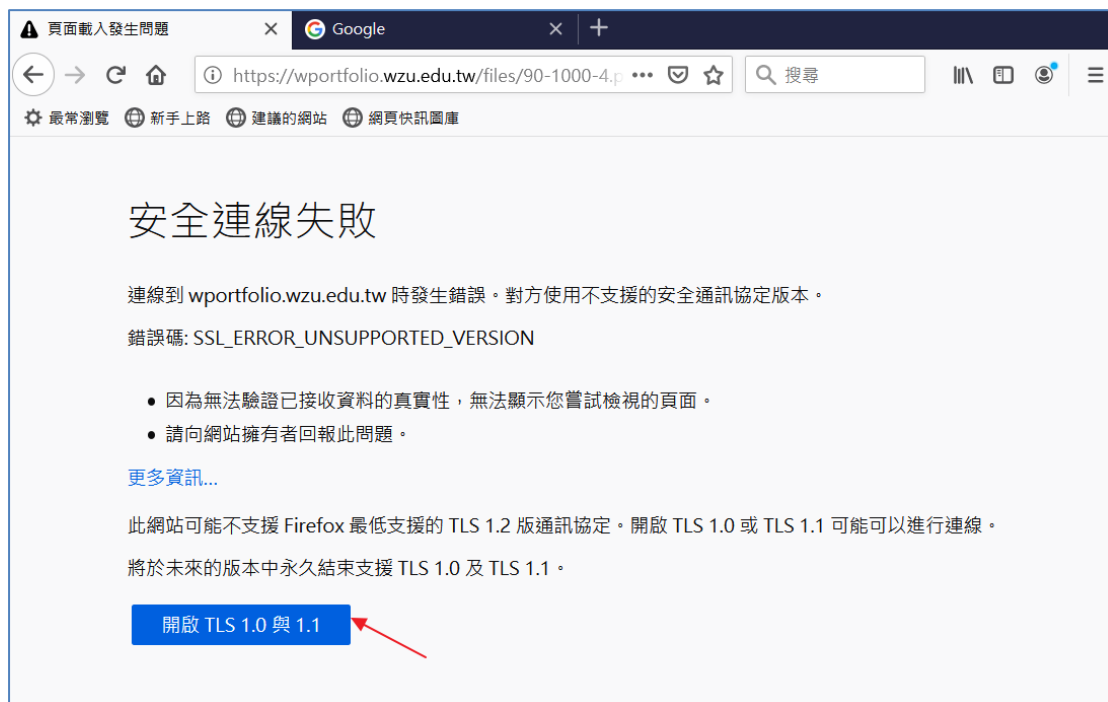 頁面載入發生問題
Google
https://wportfolio.wzu.edu.tw/files/90-1000-4.p
搜尋
最常瀏覽 新手上路 建議的網站 網頁快訊圖庫
安全連線失敗
連線到 wportfolio.wzu.edu.tw 時發生錯誤。對方使用不支援的安全通訊協定版本。
錯誤碼: SSL_ERROR_UNSUPPORTED_VERSION
因為無法驗證已接收資料的真實性，無法顯示您嘗試檢視的頁面。
請向網站擁有者回報此問題。
更多資訊...
此網站可能不支援 Firefox 最低支援的 TLS 1.2 版通訊協定。開啟 TLS 1.0 或 TLS 1.1 可能可以進行連線。
將於未來的版本中永久結束支援 TLS 1.0 及 TLS 1.1。
開啟 TLS 1.0 與 1.1